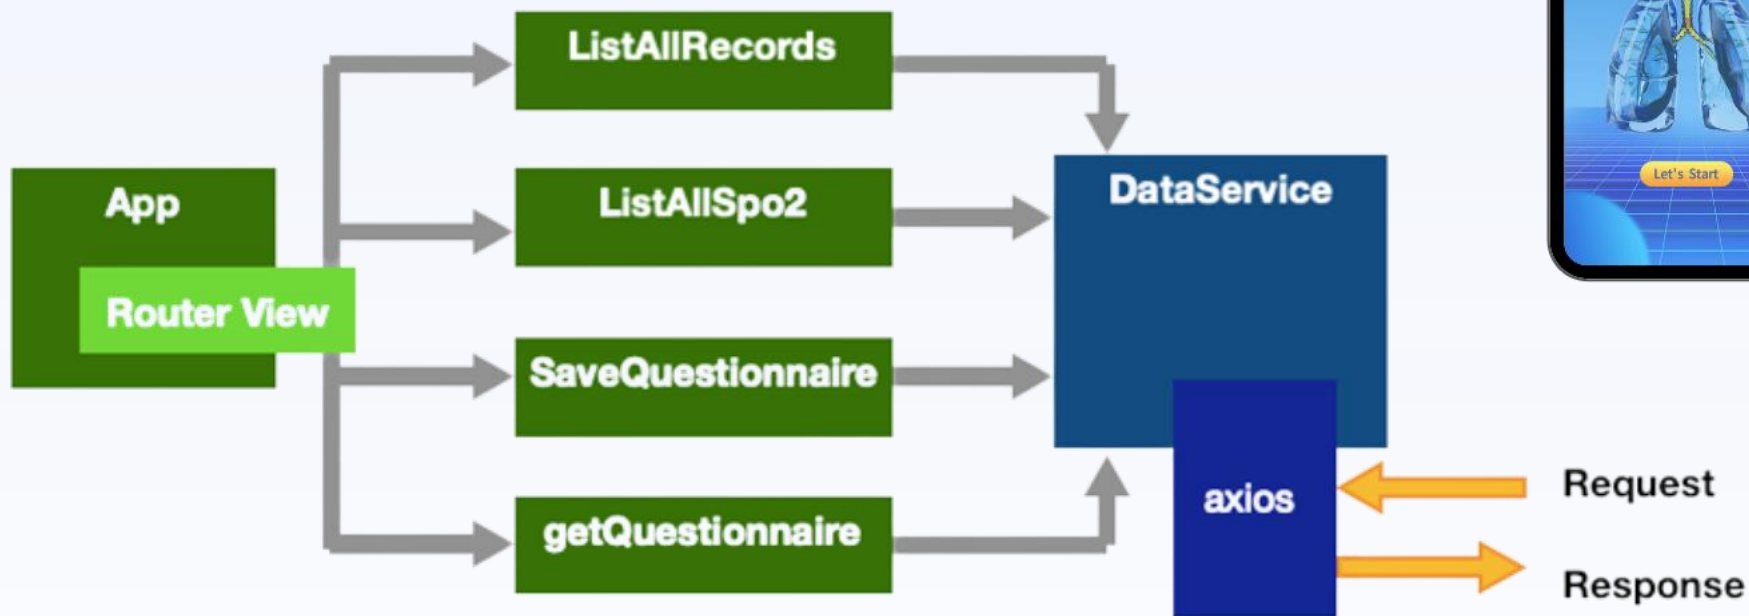 ListAllRecords
Let's Start
App
ListAllSpo2
DataService
Router View
SaveQuestionnaire
axios
Request
getQuestionnaire
Response